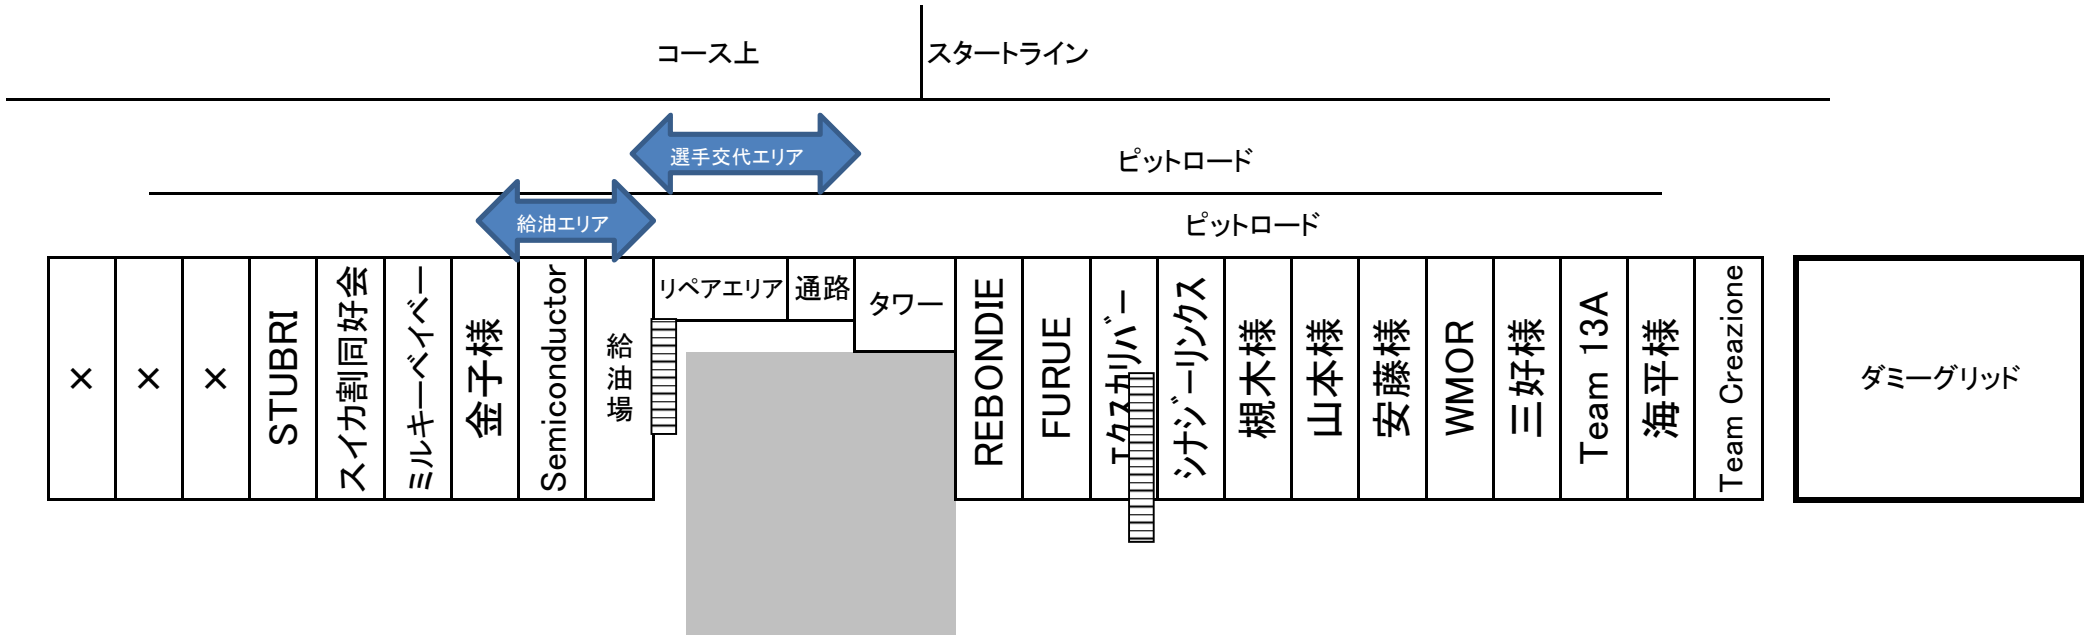 コース上
スタートライン
選手交代エリア
ピットロード
給油エリア
ピットロード
×
×
×
STUBRI
スイカ割同好会
ミルキーベイベー
金子様
Semiconductor
給油場
リペアエリア
通路
タワー
REBONDIE
FURUE
エクスカリバー
シナジーリンクス
槻木様
山本様
安藤様
WMOR
三好様
Team 13A
海平様
Team Creazione
ダミーグリッド